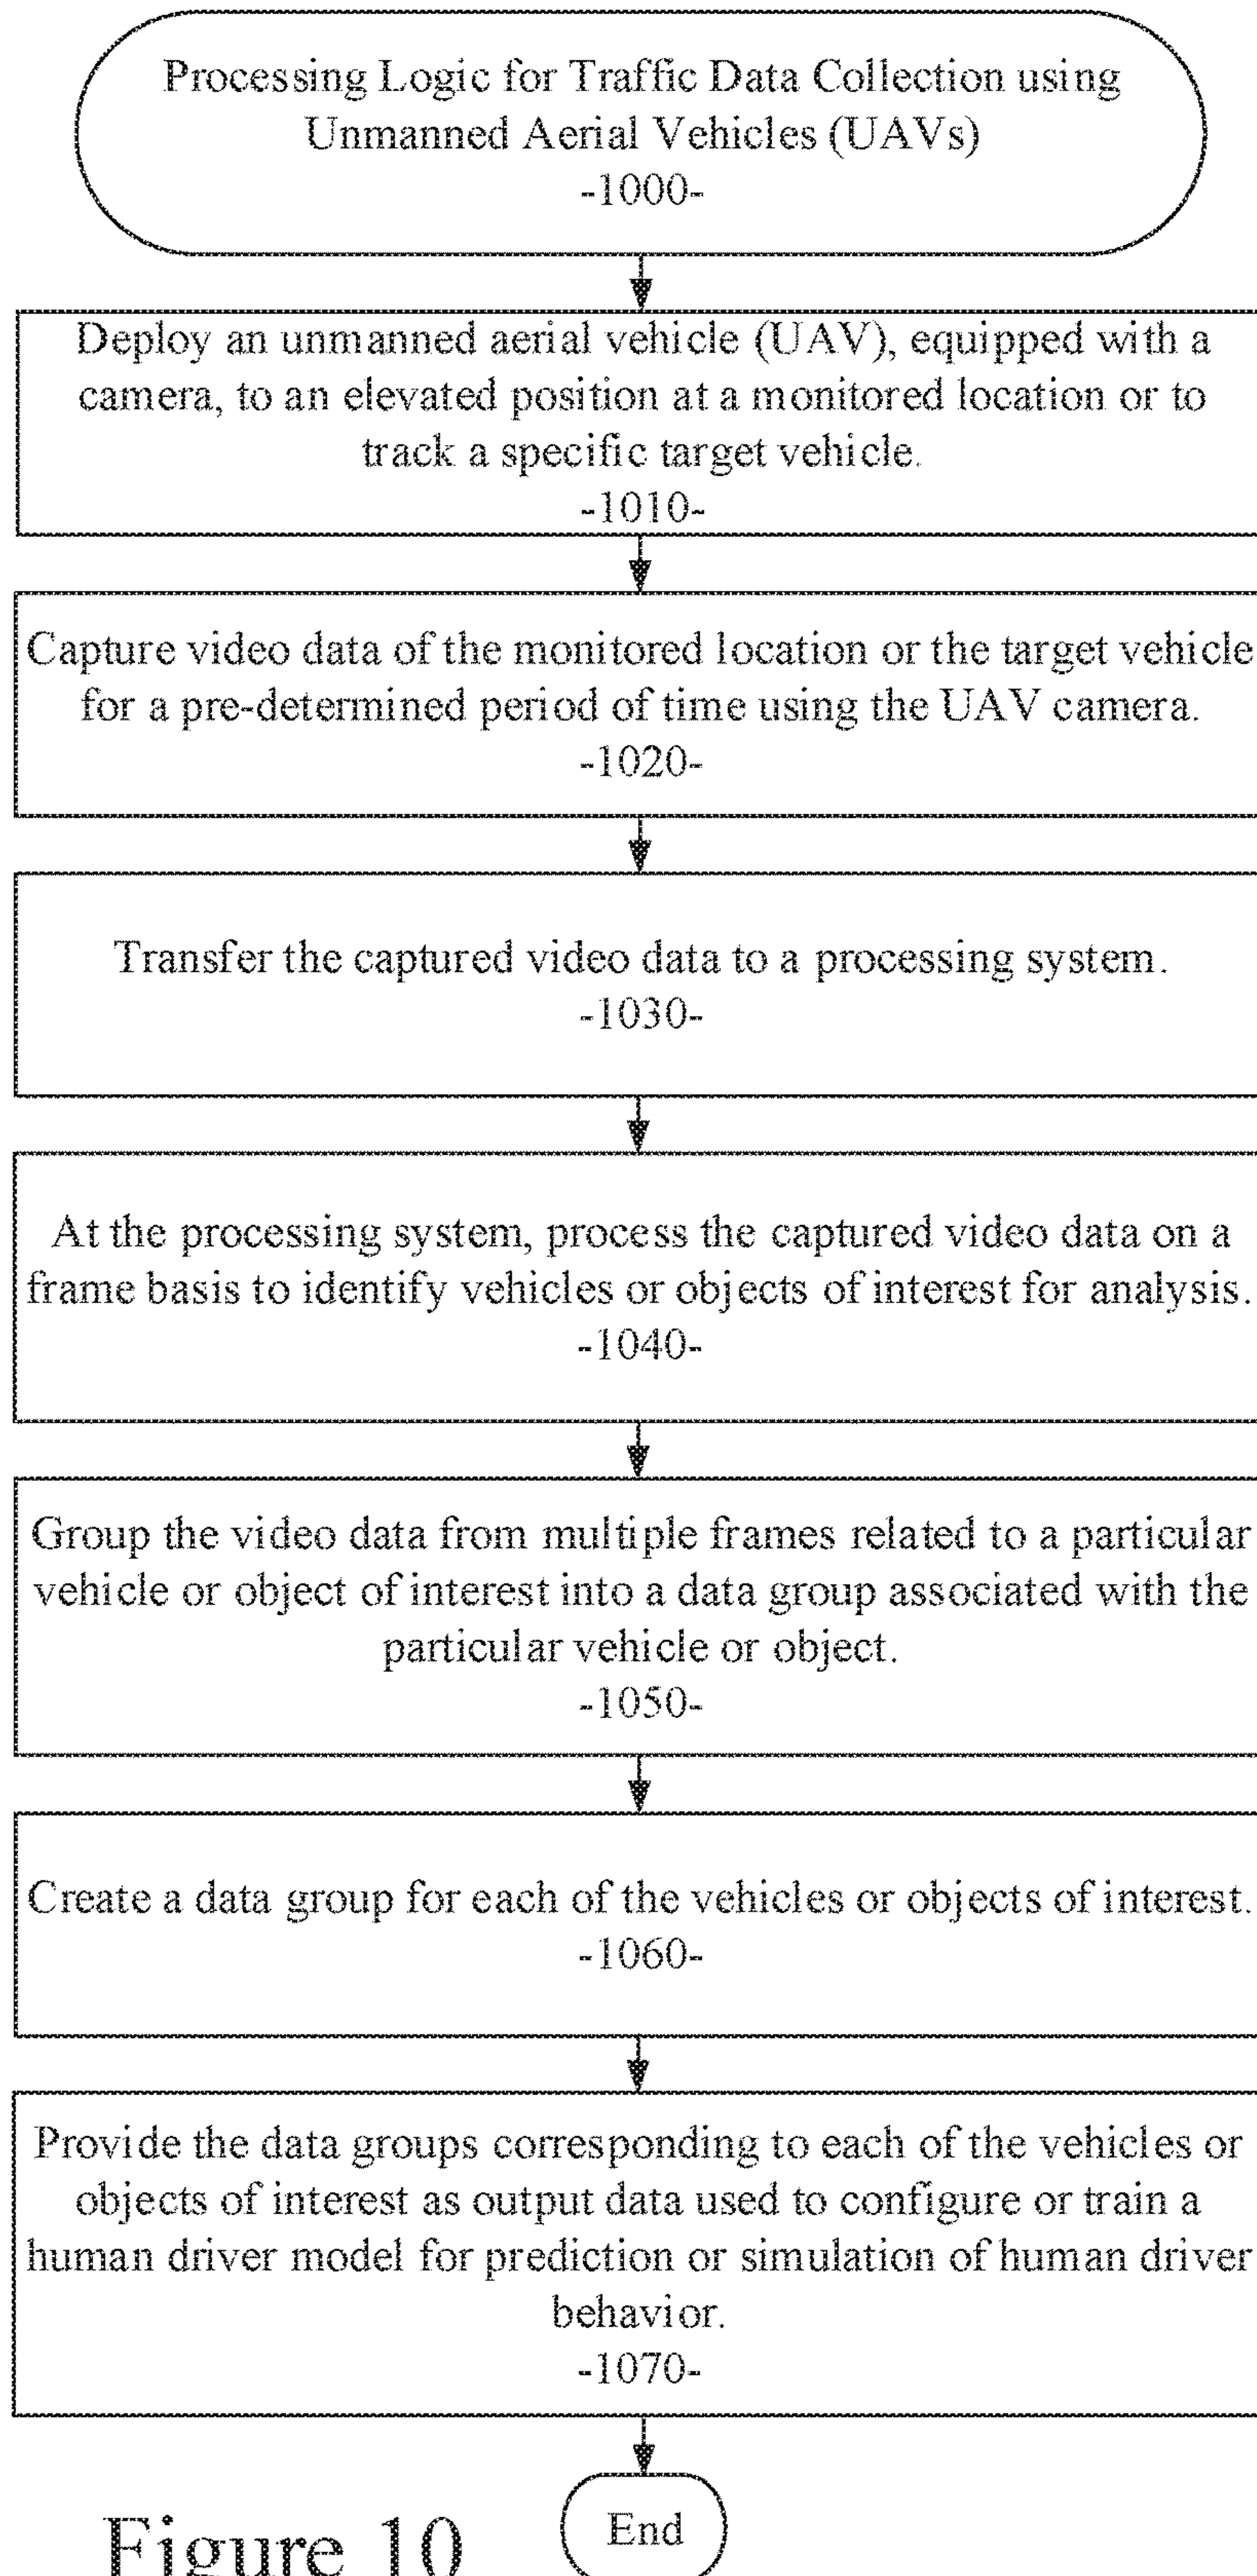 Processing Logic for Traffic Data Collection using
Unmanned Aerial Vehicles (UAVs)
-1000-
Deploy an unmanned aerial vehicle (UAV), equipped with a
camera, to an elevated position at a monitored location or to
track a specific target vehicle.
-1010-
Capture video data of the monitored location or the target vehicle
for a pre-determined period of time using the UAV camera.
-1020-
Transfer the captured video data to a processing system.
-1030-
At the processing system, process the captured video data on a
frame basis to identify vehicles or objects of interest for analysis.
-1040-
Group the video data from multiple frames related to a particular
vehicle or object of interest into a data group associated with the
particular vehicle or object.
-1050-
Create a data group for each of the vehicles or objects of interest.
-1060-
Provide the data groups corresponding to each of the vehicles or
objects of interest as output data used to configure or train a
human driver model for prediction or simulation of human driver
behavior.
-1070-
End
Figure 10